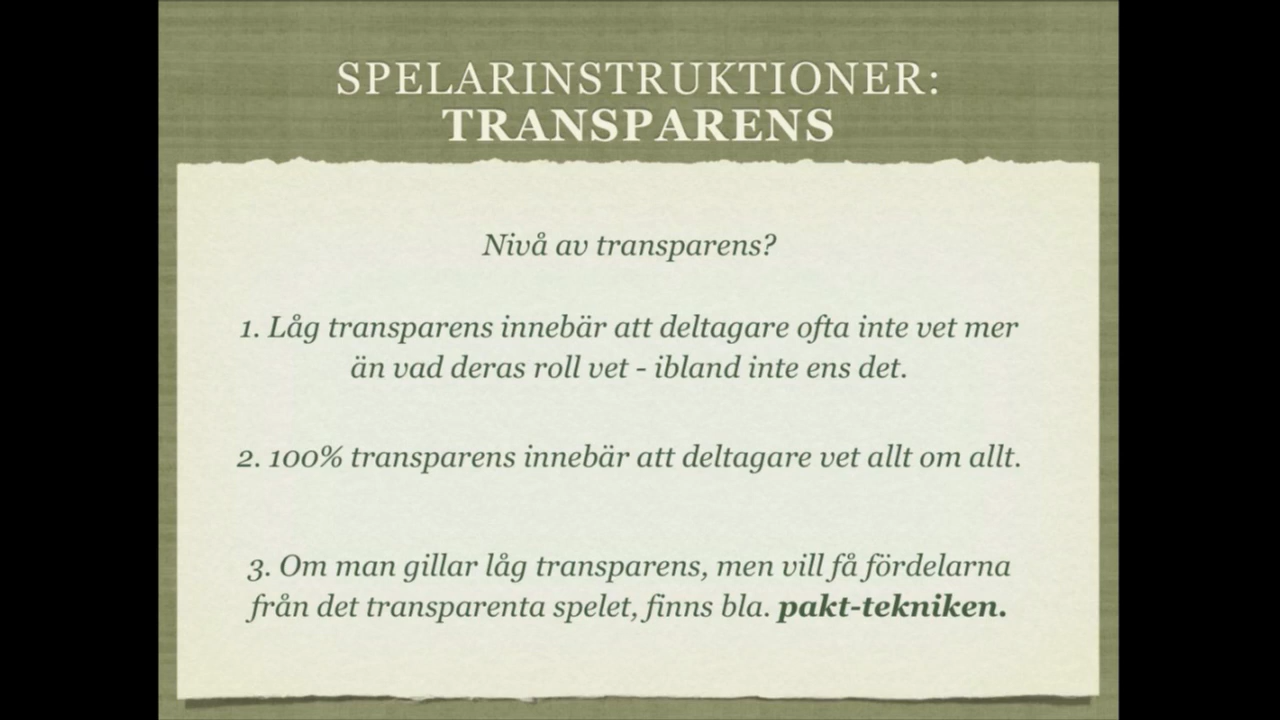 SPELARINSTRUKTIONER:
TRANSPARENS
Nivå av transparens?
1. Låg transparens innebär att deltagare ofta inte vet mer
än vad deras roll vet - ibland inte ens det.
2. 100% transparens innebär att deltagare vet allt om allt.
3. Om man gillar låg transparens, men vill få fördelarna
från det transparenta spelet, finns bla. pakt-tekniken.